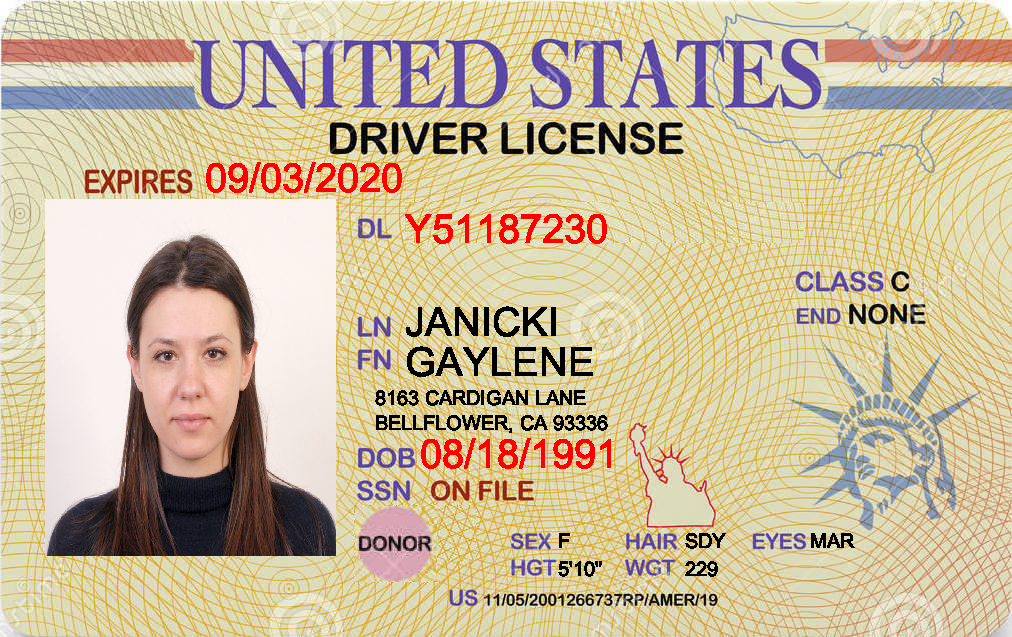 UNITED STATES
DRIVER LICENSE
EXPIRES 09/03/2020
DL Y51187230
CLASS C
END NONE
LN JANICKI
FN GAYLENE
8163 CARDIGAN LANE
BELLFLOWER, CA 93336
DOB 08/18/1991
SSN ON FILE
DONOR
SEX F HAIR SDY EYES MAR
HGT 5'10" WGT 229
US 11/05/2001266737RP/AMER/19